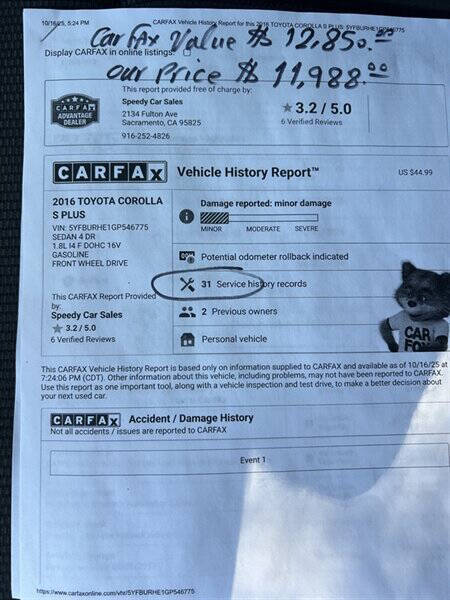 10/16/25, 5:24 PM CARFAX Vehicle History Report for this 2016 TOYOTA COROLLA S PLUS: 5YFBURHE1GP546775
CarFax Value $ 12,850.00
Display CARFAX in online listings:
our Price $ 11,988.00
This report provided free of charge by:
CARFAX
ADVANTAGE
DEALER
Speedy Car Sales
2134 Fulton Ave
Sacramento, CA 95825
916-252-4826
3.2 / 5.0
6 Verified Reviews
CARFAX Vehicle History Report™ US $44.99
2016 TOYOTA COROLLA
S PLUS
VIN: 5YFBURHE1GP546775
SEDAN 4 DR
1.8L I4 F DOHC 16V
GASOLINE
FRONT WHEEL DRIVE
This CARFAX Report Provided
by:
Speedy Car Sales
3.2 / 5.0
6 Verified Reviews
Damage reported: minor damage
MINOR MODERATE SEVERE
Potential odometer rollback indicated
31 Service history records
2 Previous owners
Personal vehicle
CAR
FOX
This CARFAX Vehicle History Report is based only on information supplied to CARFAX and available as of 10/16/25 at
7:24:06 PM (CDT). Other information about this vehicle, including problems, may not have been reported to CARFAX.
Use this report as one important tool, along with a vehicle inspection and test drive, to make a better decision about
your next used car.
CARFAX Accident / Damage History
Not all accidents / issues are reported to CARFAX
Event 1
https://www.carfaxonline.com/vhr/5YFBURHE1GP546775